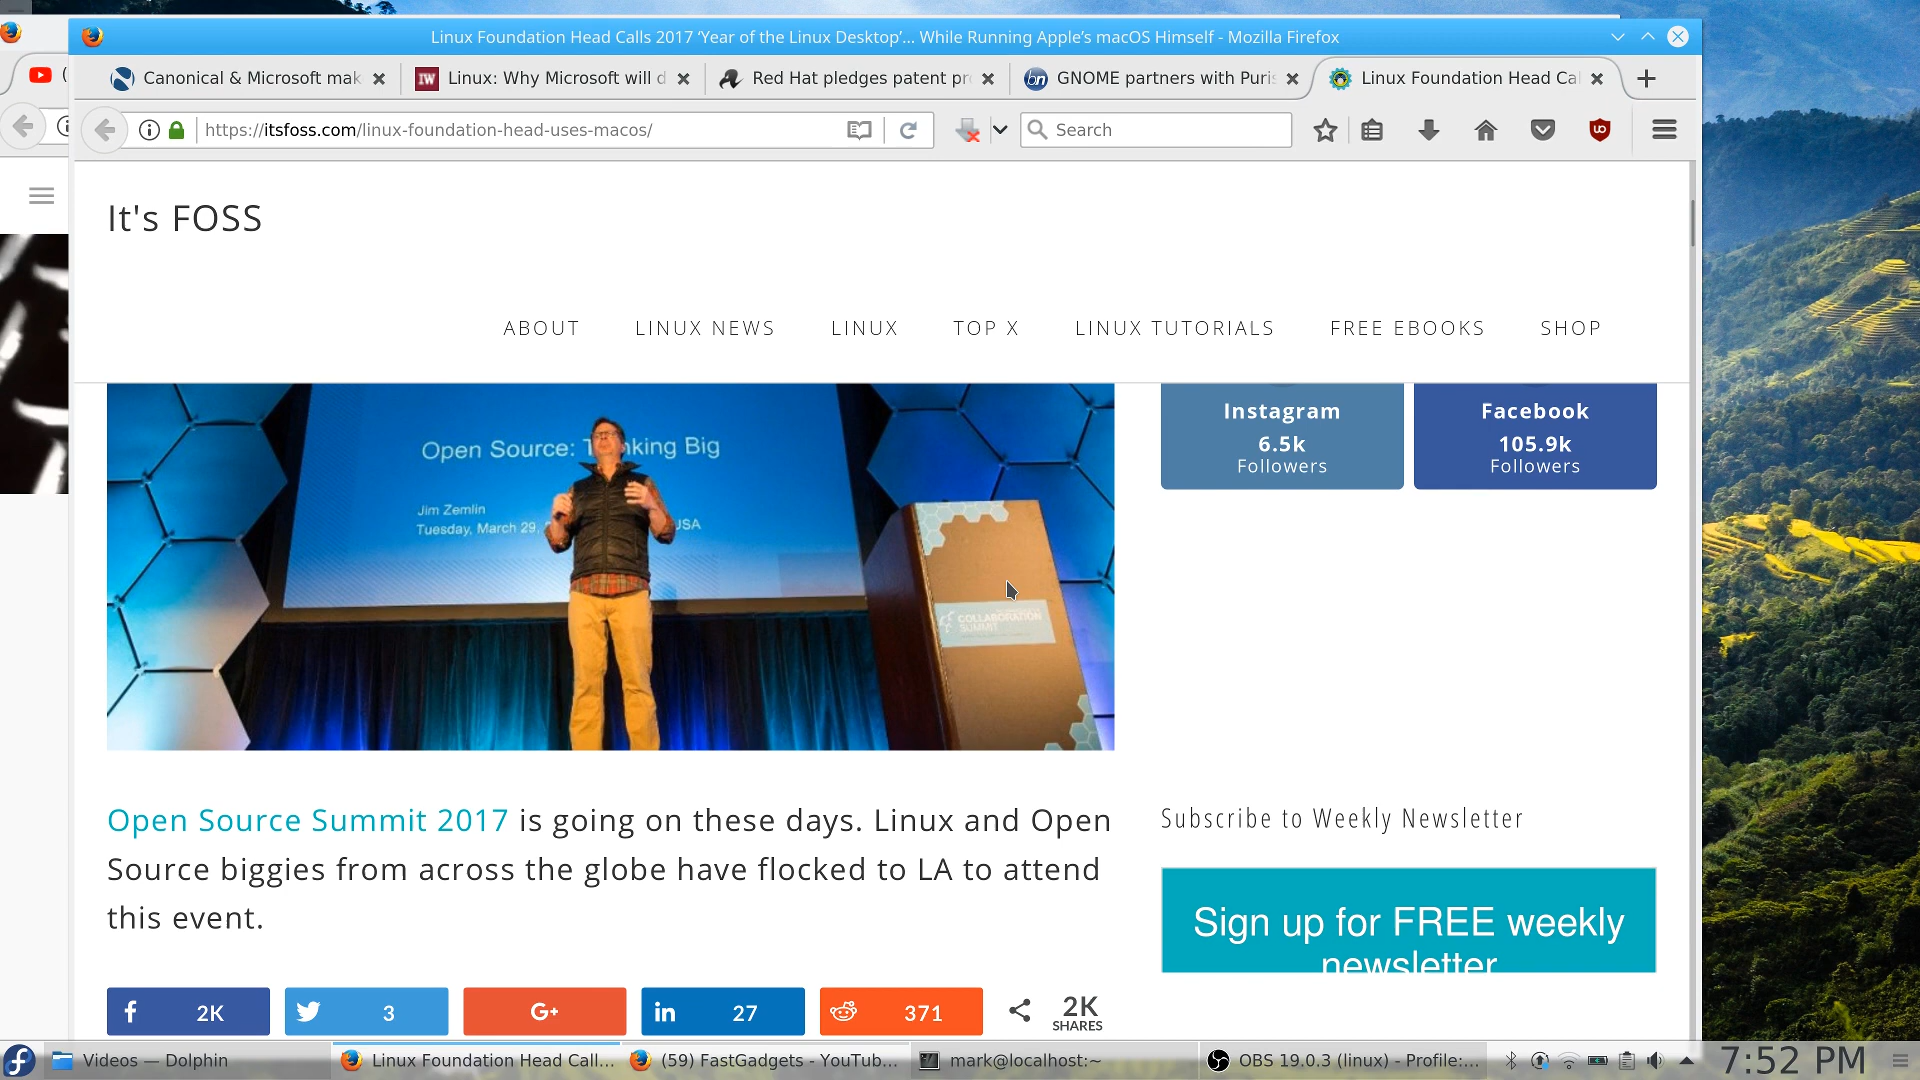 Linux Foundation Head Calls 2017 ‘Year of the Linux Desktop’... While Running Apple’s macOS Himself - Mozilla Firefox
Canonical & Microsoft mak
Linux: Why Microsoft will d
Red Hat pledges patent pr
GNOME partners with Puris
Linux Foundation Head Cal
https://itsfoss.com/linux-foundation-head-uses-macos/
Search
It's FOSS
ABOUT
LINUX NEWS
LINUX
TOP X
LINUX TUTORIALS
FREE EBOOKS
SHOP
Open Source: T nking Big
Jim Zemlin
Tuesday, March 29, USA
COLLABORATION
SUMMIT
Instagram
6.5k
Followers
Facebook
105.9k
Followers
Open Source Summit 2017 is going on these days. Linux and Open
Source biggies from across the globe have flocked to LA to attend
this event.
Subscribe to Weekly Newsletter
Sign up for FREE weekly
newsletter
2K
3
G+
27
371
2K
SHARES
Videos — Dolphin
Linux Foundation Head Call...
(59) FastGadgets - YouTub...
mark@localhost:~
OBS 19.0.3 (linux) - Profile:...
7:52 PM